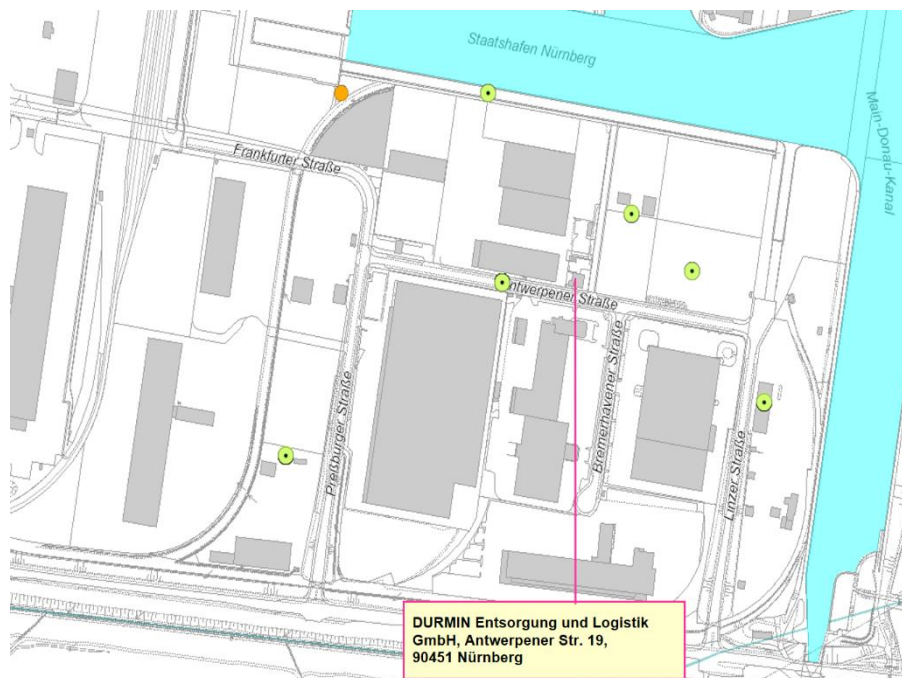 Staatshafen Nürnberg
Main-Donau-Kanal
Frankfurter Straße
Antwerpener Straße
Preßburger Straße
Bremerhavener Straße
Linzer Straße
DURMIN Entsorgung und Logistik
GmbH, Antwerpener Str. 19,
90451 Nürnberg